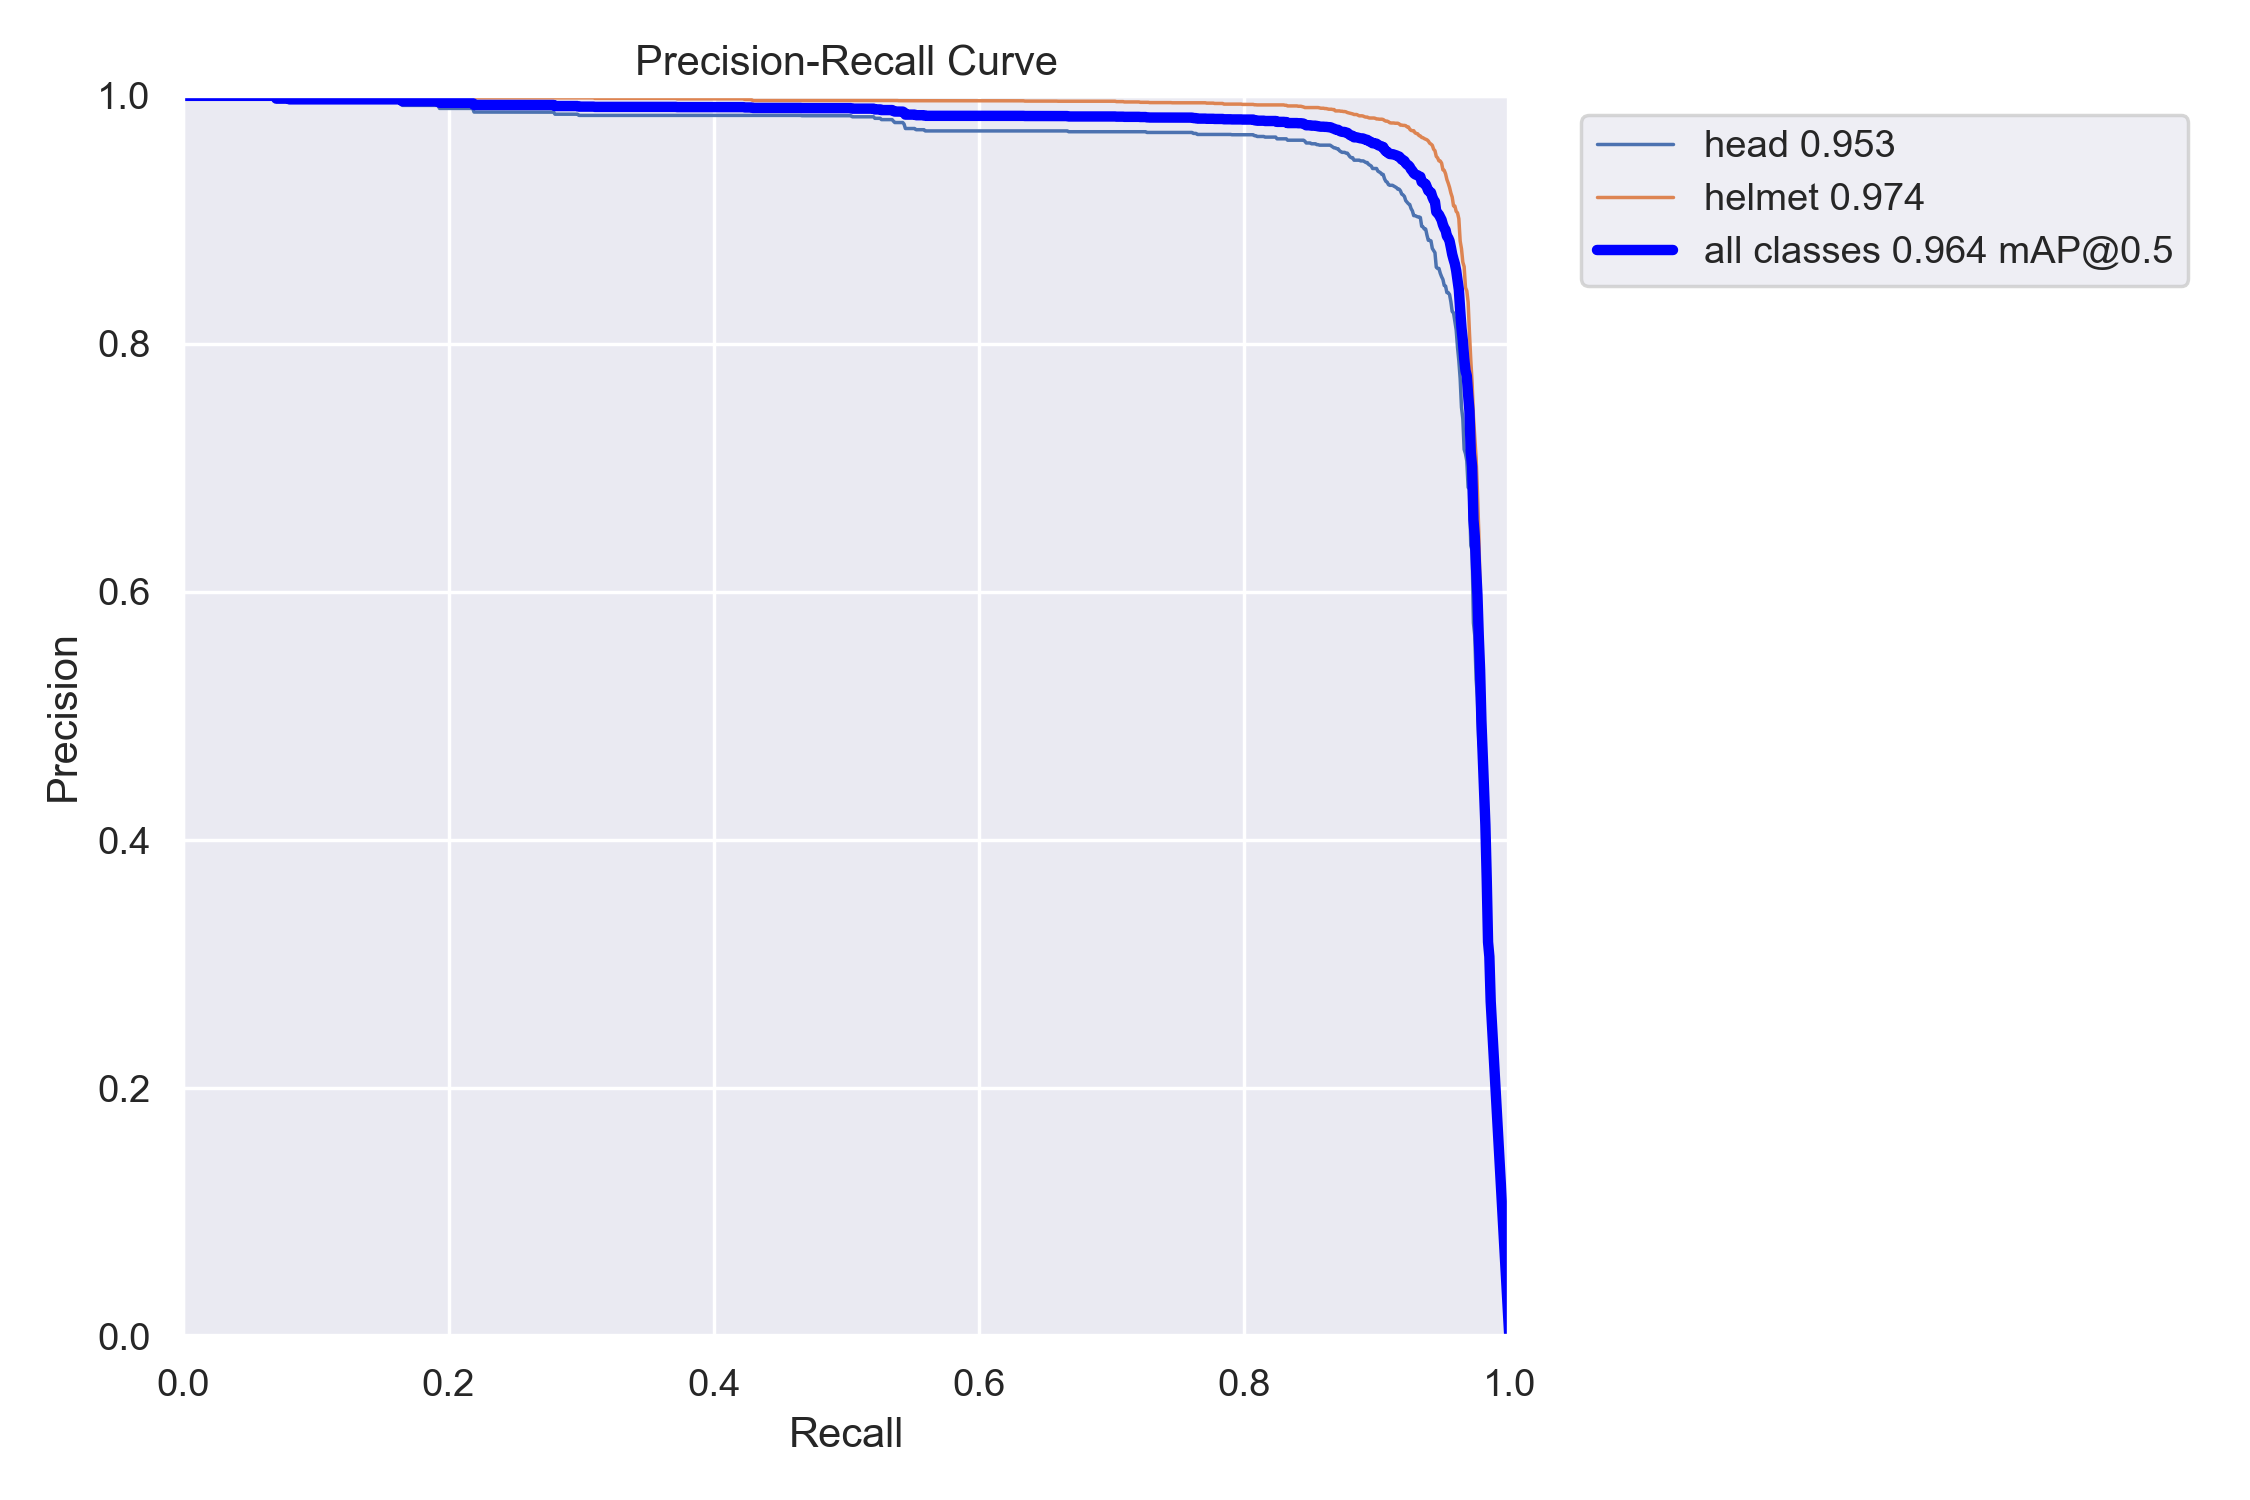 Precision-Recall Curve
1.0
0.8
0.6
0.4
0.2
0.0
Precision
0.0 0.2 0.4 0.6 0.8 1.0
Recall
head 0.953
helmet 0.974
all classes 0.964 mAP@0.5